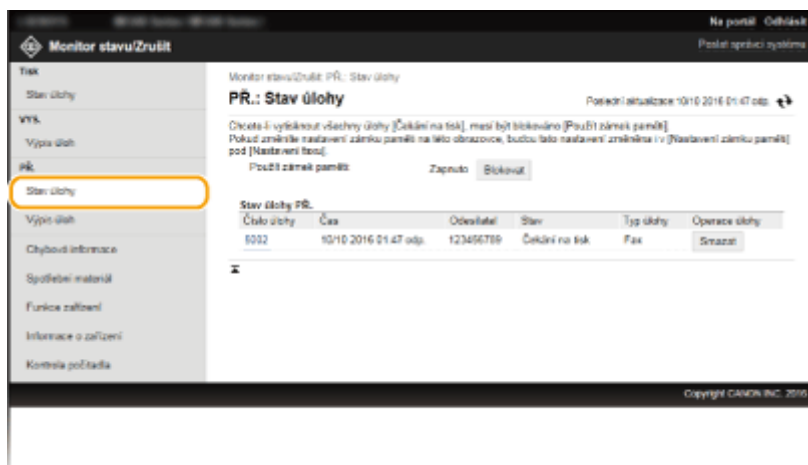 Na portál Odhlásit
Monitor stavu/Zrušit
Poslat správci systému
Tisk
Stav úlohy
VYS.
Výpis úloh
PŘ.
Stav úlohy
Výpis úloh
Chybové informace
Spotřební materiál
Funkce zařízení
Informace o zařízení
Kontrola počitadla
Monitor stavu/Zrušit: PŘ.: Stav úlohy
PŘ.: Stav úlohy
Poslední aktualizace: 10/10 2016 01:47 odp.
Chcete-li vytisknout všechny úlohy [Čekání na tisk], musí být blokováno [Použít zámek paměti].
Pokud změníte nastavení zámku paměti na této obrazovce, budou tato nastavení změněna i v [Nastavení zámku paměti]
pod [Nastavení faxu].
Použít zámek paměti: Zapnuto Blokovat
Stav úlohy PŘ.
Číslo úlohy Čas Odesílatel Stav Typ úlohy Operace úlohy
5002 10/10 2016 01:47 odp. 123456789 Čekání na tisk Fax Smazat
Copyright CANON INC. 2016